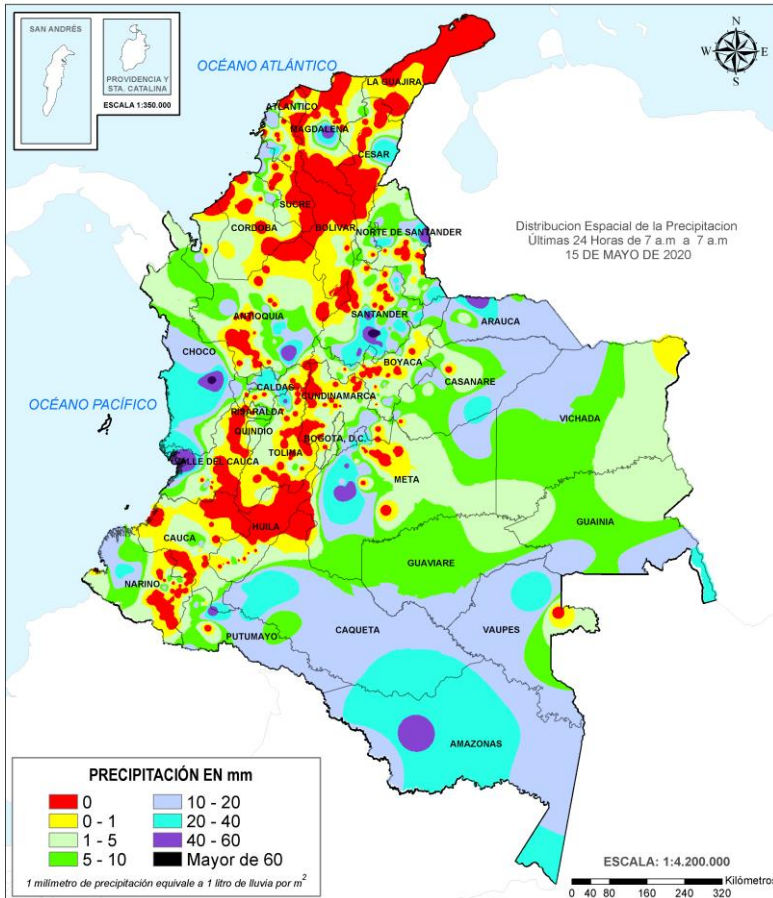 SAN ANDRÉS
PROVIDENCIA Y
STA. CATALINA
ESCALA 1:350.000
OCÉANO ATLÁNTICO
N
W
E
S
LA GUAJIRA
ATLANTICO
MAGDALENA
CESAR
SUCRE
CORDOBA
BOLIVAR
NORTE DE SANTANDER
Distribucion Espacial de la Precipitacion
Últimas 24 Horas de 7 a.m a 7 a.m
15 DE MAYO DE 2020
ANTIOQUIA
SANTANDER
ARAUCA
CHOCO
BOYACA
CASANARE
CALDAS
CUNDINAMARCA
OCÉANO PACÍFICO
RISARALDA
VICHADA
QUINDIO
BOGOTA, D.C.
TOLIMA
VALLE DEL CAUCA
META
HUILA
GUAINIA
CAUCA
GUAVIARE
NARINO
CAQUETA
VAUPES
PUTUMAYO
AMAZONAS
PRECIPITACIÓN EN mm
0
0 - 1
1 - 5
5 - 10
10 - 20
20 - 40
40 - 60
Mayor de 60
1 milímetro de precipitación equivale a 1 litro de lluvia por m²
ESCALA: 1:4.200.000
Kilómetros
0 40 80 160 240 320